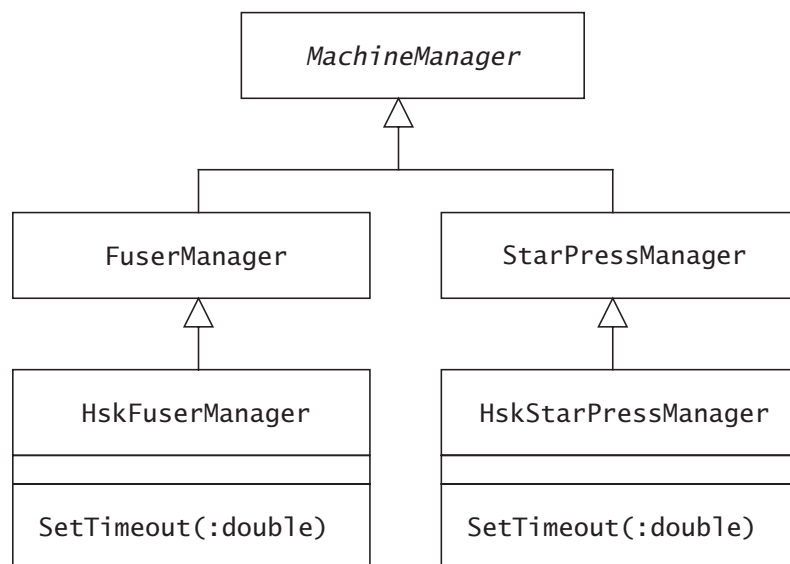 MachineManager
FuserManager
StarPressManager
HskFuserManager
HskStarPressManager
SetTimeout(:double)
SetTimeout(:double)